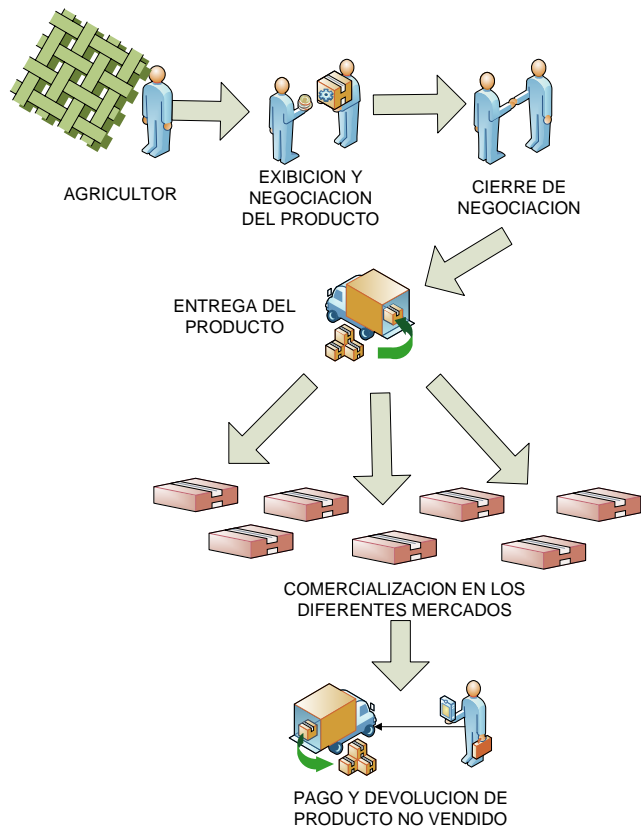 AGRICULTOR
EXIBICION Y
NEGOCIACION
DEL PRODUCTO
CIERRE DE
NEGOCIACION
ENTREGA DEL
PRODUCTO
COMERCIALIZACION EN LOS
DIFERENTES MERCADOS
PAGO Y DEVOLUCION DE
PRODUCTO NO VENDIDO